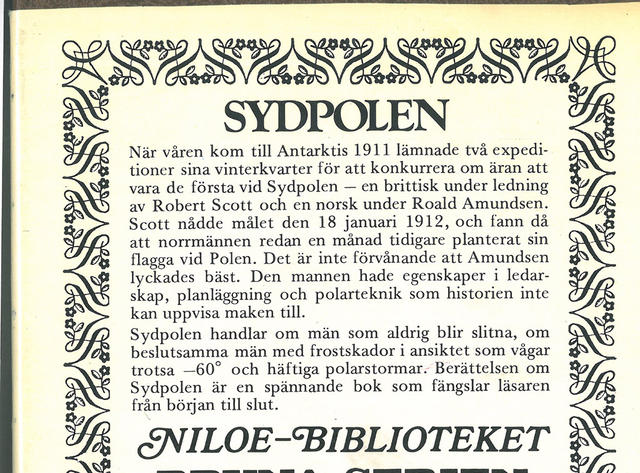 SYDPOLEN
När våren kom till Antarktis 1911 lämnade två expedi-
tioner sina vinterkvarter för att konkurrera om äran att
vara de första vid Sydpolen — en brittisk under ledning
av Robert Scott och en norsk under Roald Amundsen.
Scott nådde målet den 18 januari 1912, och fann då
att norrmännen redan en månad tidigare planterat sin
flagga vid Polen. Det är inte förvånande att Amundsen
lyckades bäst. Den mannen hade egenskaper i ledar-
skap, planläggning och polarteknik som historien inte
kan uppvisa maken till.
Sydpolen handlar om män som aldrig blir slitna, om
beslutsamma män med frostskador i ansiktet som vågar
trotsa —60° och häftiga polarstormar. Berättelsen om
Sydpolen är en spännande bok som fängslar läsaren
från början till slut.
NILOE-BIBLIOTEKET